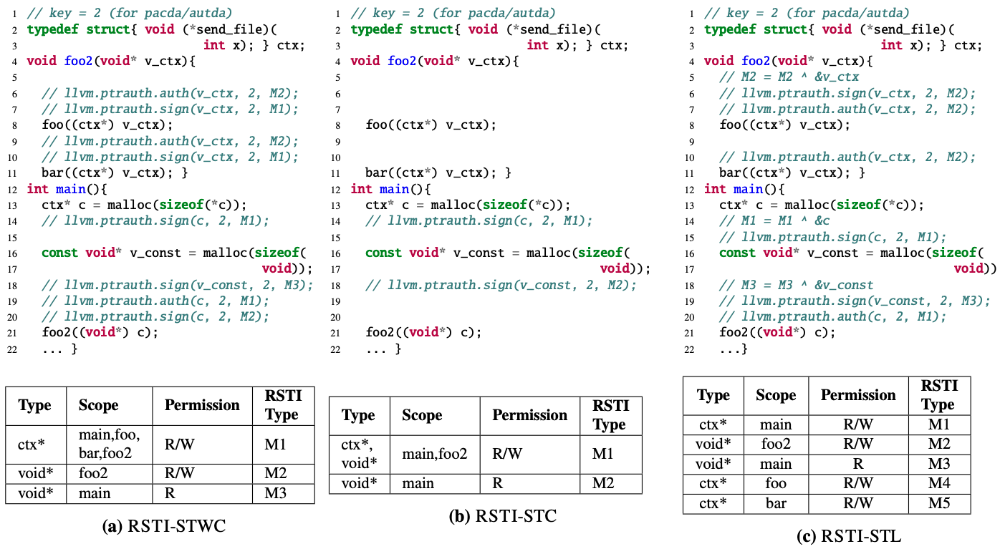 1 // key = 2 (for pacda/autda)
2 typedef struct{ void (*send_file)(
3 int x); } ctx;
4 void foo2(void* v_ctx){
5
6 // llvm.ptrauth.auth(v_ctx, 2, M2);
7 // llvm.ptrauth.sign(v_ctx, 2, M1);
8 foo((ctx*) v_ctx);
9 // llvm.ptrauth.auth(v_ctx, 2, M2);
10 // llvm.ptrauth.sign(v_ctx, 2, M1);
11 bar((ctx*) v_ctx); }
12 int main(){
13 ctx* c = malloc(sizeof(*c));
14 // llvm.ptrauth.sign(c, 2, M1);
15
16 const void* v_const = malloc(sizeof(
17 void));
18 // llvm.ptrauth.sign(v_const, 2, M3);
19 // llvm.ptrauth.auth(c, 2, M1);
20 // llvm.ptrauth.sign(c, 2, M2);
21 foo2((void*) c);
22 ... }
Type Scope Permission RSTI
Type
ctx* main,foo,
bar,foo2 R/W M1
void* foo2 R/W M2
void* main R M3
(a) RSTI-STWC
1 // key = 2 (for pacda/autda)
2 typedef struct{ void (*send_file)(
3 int x); } ctx;
4 void foo2(void* v_ctx){
5
6
7
8 foo((ctx*) v_ctx);
9
10
11 bar((ctx*) v_ctx); }
12 int main(){
13 ctx* c = malloc(sizeof(*c));
14 // llvm.ptrauth.sign(c, 2, M1);
15
16 const void* v_const = malloc(sizeof(
17 void));
18 // llvm.ptrauth.sign(v_const, 2, M2);
19
20
21 foo2((void*) c);
22 ... }
Type Scope Permission RSTI
Type
ctx*,
void* main,foo2 R/W M1
void* main R M2
(b) RSTI-STC
1 // key = 2 (for pacda/autda)
2 typedef struct{ void (*send_file)(
3 int x); } ctx;
4 void foo2(void* v_ctx){
5 // M2 = M2 ^ &v_ctx
6 // llvm.ptrauth.sign(v_ctx, 2, M2);
7 // llvm.ptrauth.auth(v_ctx, 2, M2);
8 foo((ctx*) v_ctx);
9
10 // llvm.ptrauth.auth(v_ctx, 2, M2);
11 bar((ctx*) v_ctx); }
12 int main(){
13 ctx* c = malloc(sizeof(*c));
14 // M1 = M1 ^ &c
15 // llvm.ptrauth.sign(c, 2, M1);
16 const void* v_const = malloc(sizeof(
17 void))
18 // M3 = M3 ^ &v_const
19 // llvm.ptrauth.sign(v_const, 2, M3);
20 // llvm.ptrauth.auth(c, 2, M1);
21 foo2((void*) c);
22 ...}
Type Scope Permission RSTI
Type
ctx* main R/W M1
void* foo2 R/W M2
void* main R M3
ctx* foo R/W M4
ctx* bar R/W M5
(c) RSTI-STL